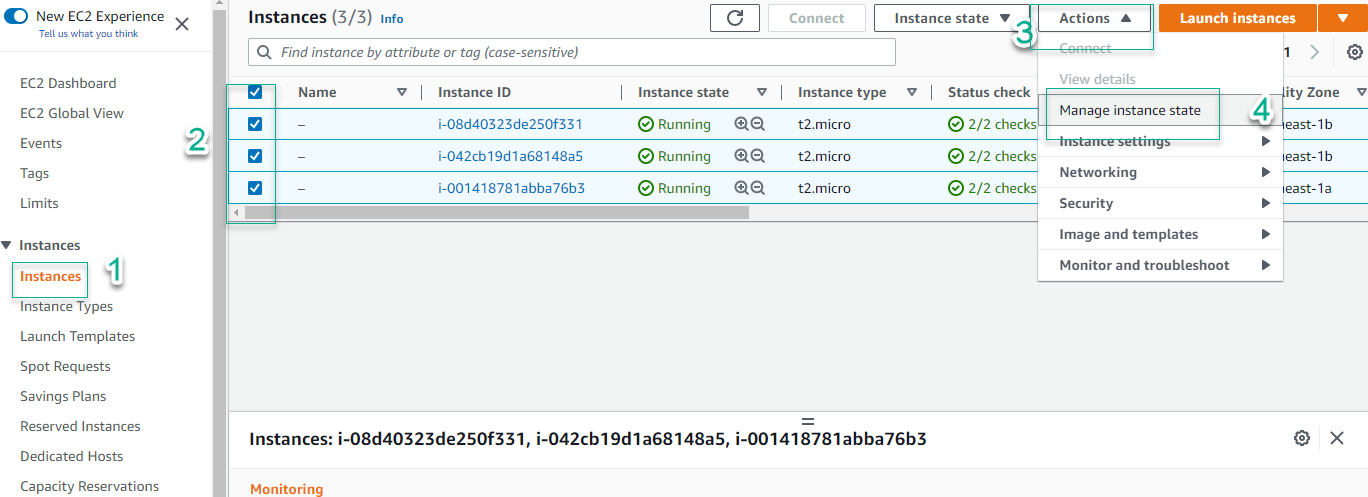 New EC2 Experience
Tell us what you think
EC2 Dashboard
EC2 Global View
Events
Tags
Limits
Instances
Instances
1
Instance Types
Launch Templates
Spot Requests
Savings Plans
Reserved Instances
Dedicated Hosts
Capacity Reservations
Instances (3/3) Info
Connect
Instance state
3
Actions
Launch instances
Find instance by attribute or tag (case-sensitive)
1
2
Name Instance ID Instance state Instance type Status check lity Zone
– i-08d40323de250f331 Running t2.micro 2/2 checks east-1b
– i-042cb19d1a68148a5 Running t2.micro 2/2 checks east-1b
– i-001418781abba76b3 Running t2.micro 2/2 checks east-1a
Connect
View details
Manage instance state
4
Instance settings
Networking
Security
Image and templates
Monitor and troubleshoot
Instances: i-08d40323de250f331, i-042cb19d1a68148a5, i-001418781abba76b3
Monitoring